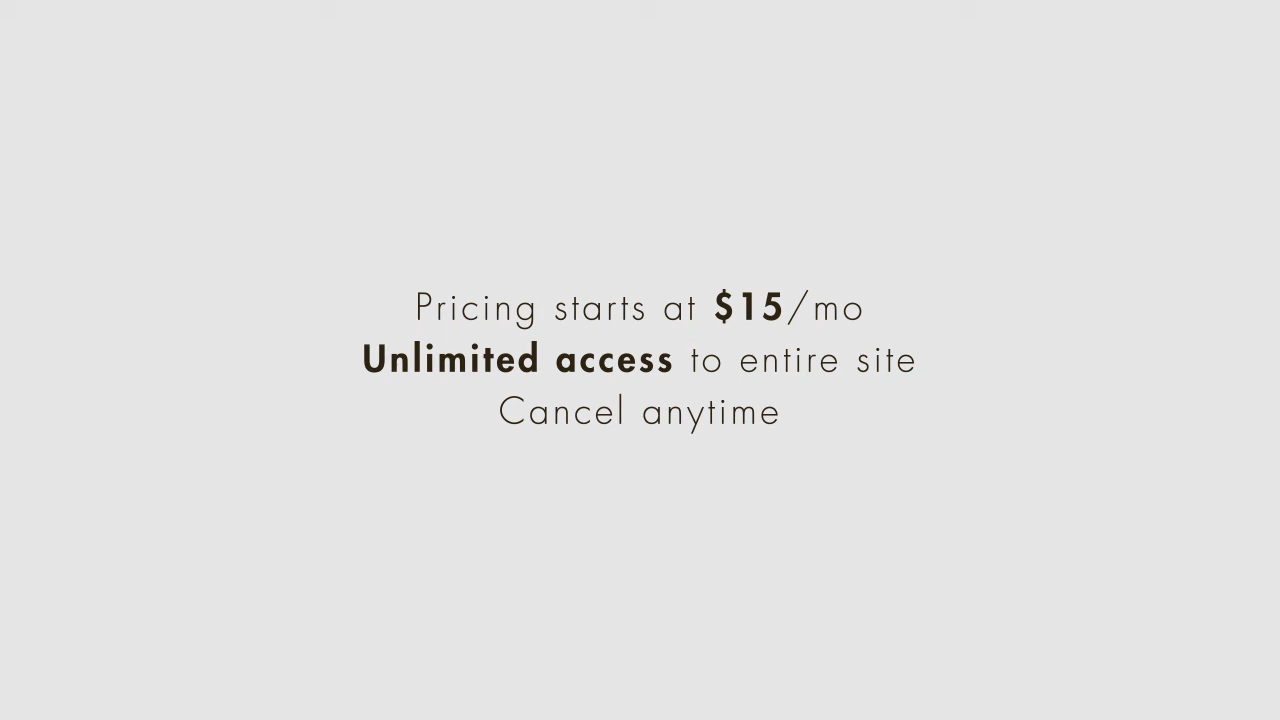 Pricing starts at $15/mo
Unlimited access to entire site
Cancel anytime